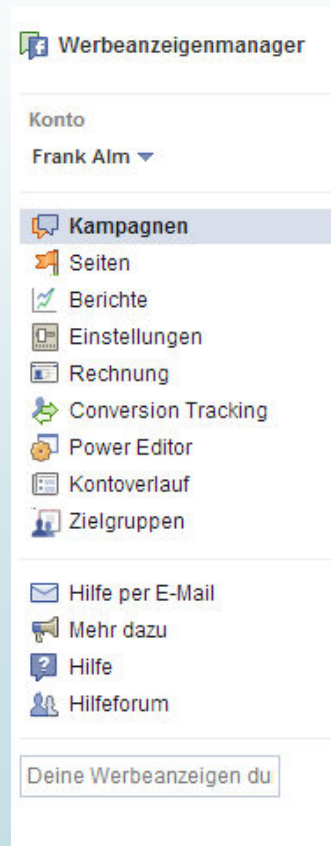 Werbeanzeigenmanager
Konto
Frank Alm
Kampagnen
Seiten
Berichte
Einstellungen
Rechnung
Conversion Tracking
Power Editor
Kontoverlauf
Zielgruppen
Hilfe per E-Mail
Mehr dazu
Hilfe
Hilfeforum
Deine Werbeanzeigen du